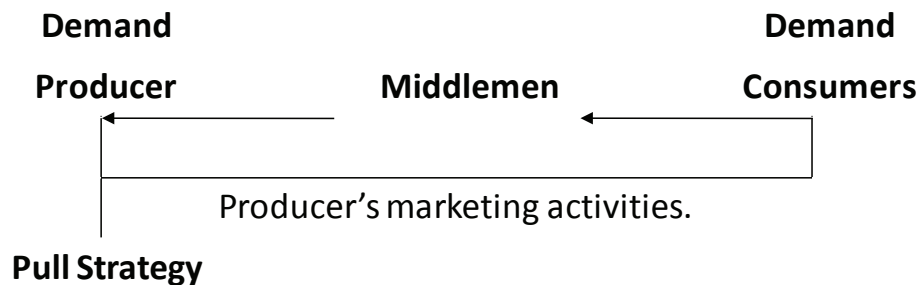 Demand Demand
Producer Middlemen Consumers
Producer’s marketing activities.
Pull Strategy